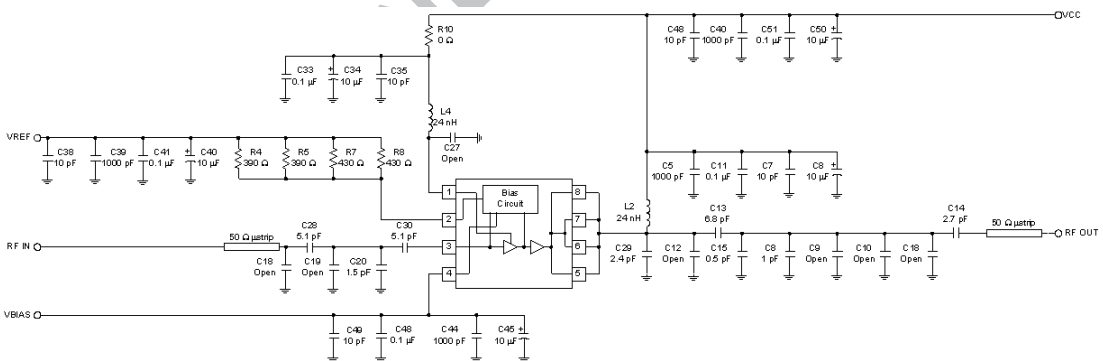 R10
0 Ω
VCC
C48
10 pF
C40
1000 pF
C51
0.1 µF
C50
10 µF
+
C33
0.1 µF
C34
10 µF
+
C35
10 pF
L4
24 nH
C27
Open
VREF
C38
10 pF
C39
1000 pF
C41
0.1 µF
C40
10 µF
+
R4
390 Ω
R5
390 Ω
R7
430 Ω
R8
430 Ω
C5
1000 pF
C11
0.1 µF
C7
10 pF
C8
10 µF
+
1
2
3
4
Bias
Circuit
8
7
6
5
L2
24 nH
C13
6.8 pF
C14
2.7 pF
50 Ω µstrip
RF OUT
RF IN
50 Ω µstrip
C28
5.1 pF
C30
5.1 pF
C18
Open
C19
Open
C20
1.5 pF
C29
2.4 pF
C12
Open
C15
0.5 pF
C8
1 pF
C9
Open
C10
Open
C18
Open
VBIAS
C49
10 pF
C48
0.1 µF
C44
1000 pF
C45
10 µF
+